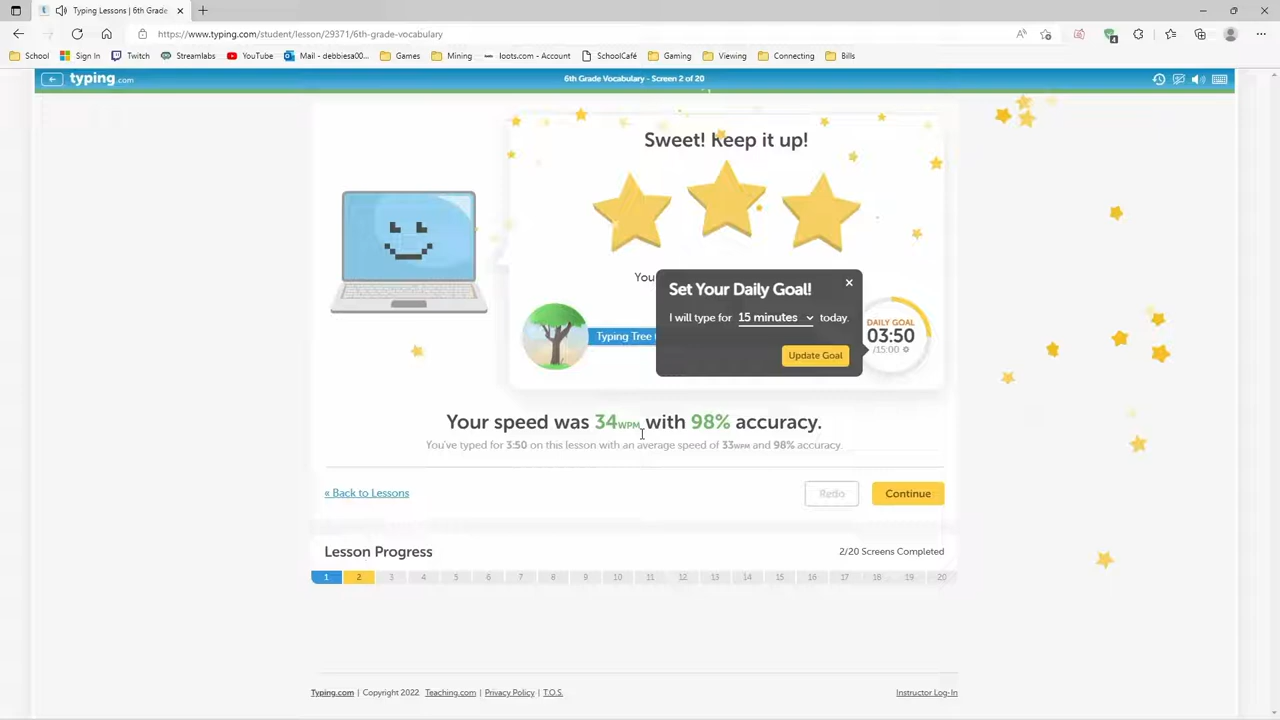 Typing Lessons | 6th Grade
https://www.typing.com/student/lesson/29371/6th-grade-vocabulary
School Sign In Twitch Streamlabs YouTube Mail - debbiesa00... Games Mining loots.com - Account SchoolCafé Gaming Viewing Connecting Bills
typing.com
6th Grade Vocabulary - Screen 2 of 20
Sweet! Keep it up!
You
Set Your Daily Goal!
I will type for 15 minutes today.
Update Goal
Typing Tree
DAILY GOAL
03:50
/15:00
Your speed was 34WPM with 98% accuracy.
You've typed for 3:50 on this lesson with an average speed of 33WPM and 98% accuracy.
« Back to Lessons
Redo
Continue
Lesson Progress
2/20 Screens Completed
1 2 3 4 5 6 7 8 9 10 11 12 13 14 15 16 17 18 19 20
Typing.com | Copyright 2022 Teaching.com | Privacy Policy | T.O.S.
Instructor Log-In